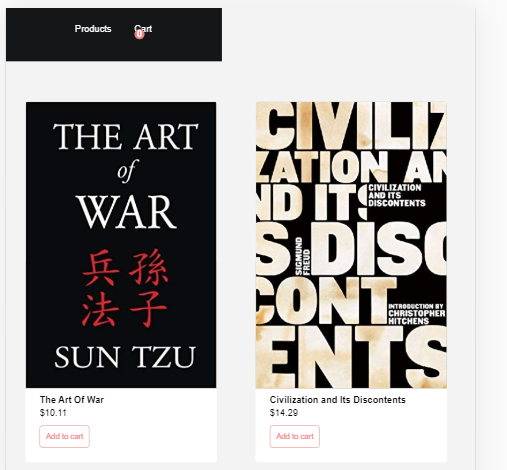 Products Cart
0
THE ART
of
WAR
兵 孫
法 子
SUN TZU
CIVILIZ
ZATION AN
ND ITS
CIVILIZATION
AND ITS
DISCONTENTS
S DISC
SIGMUND
FREUD
CONT
INTRODUCTION BY
CHRISTOPHER
HITCHENS
ENTS
The Art Of War
$10.11
Add to cart
Civilization and Its Discontents
$14.29
Add to cart